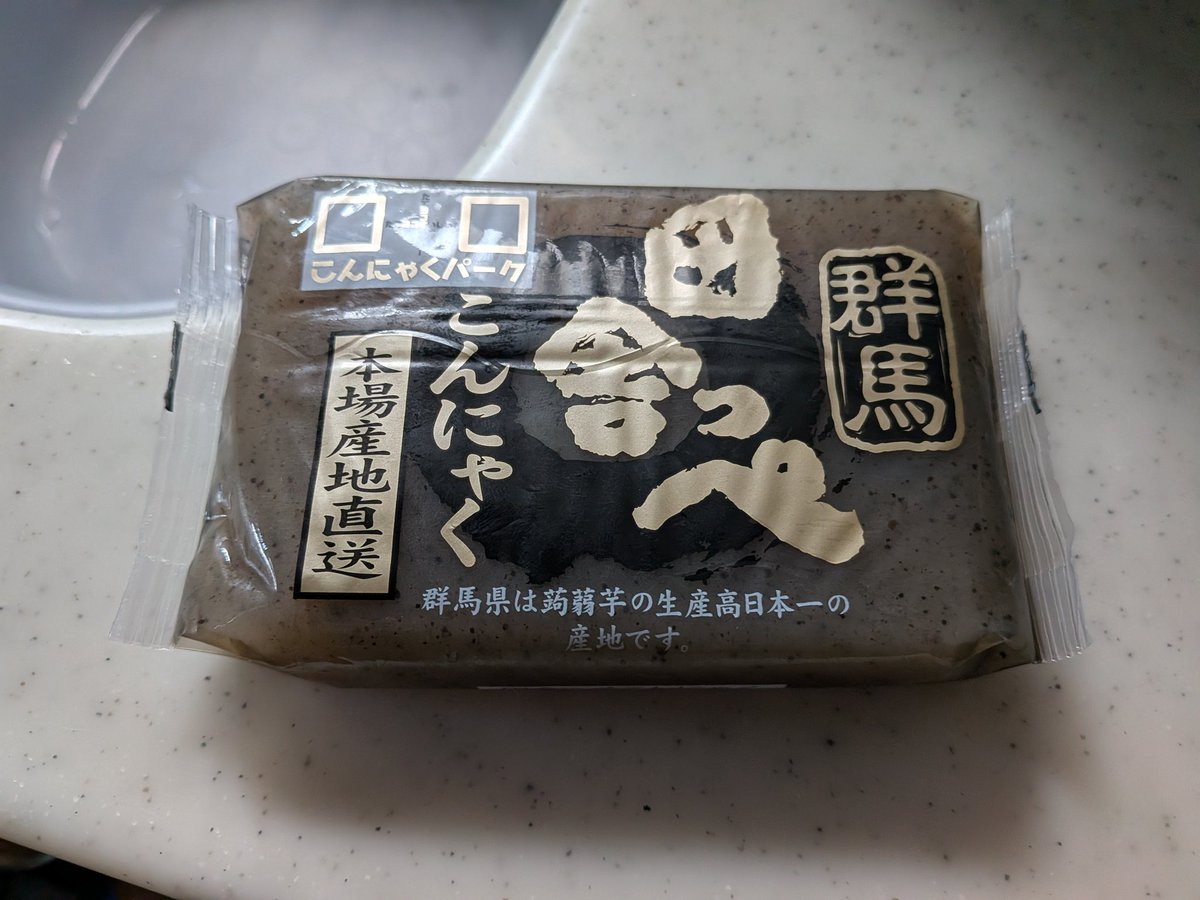 群馬
田舎っぺ
こんにゃく
本場産地直送
こんにゃくパーク
群馬県は蒟蒻芋の生産高日本一の
産地です。